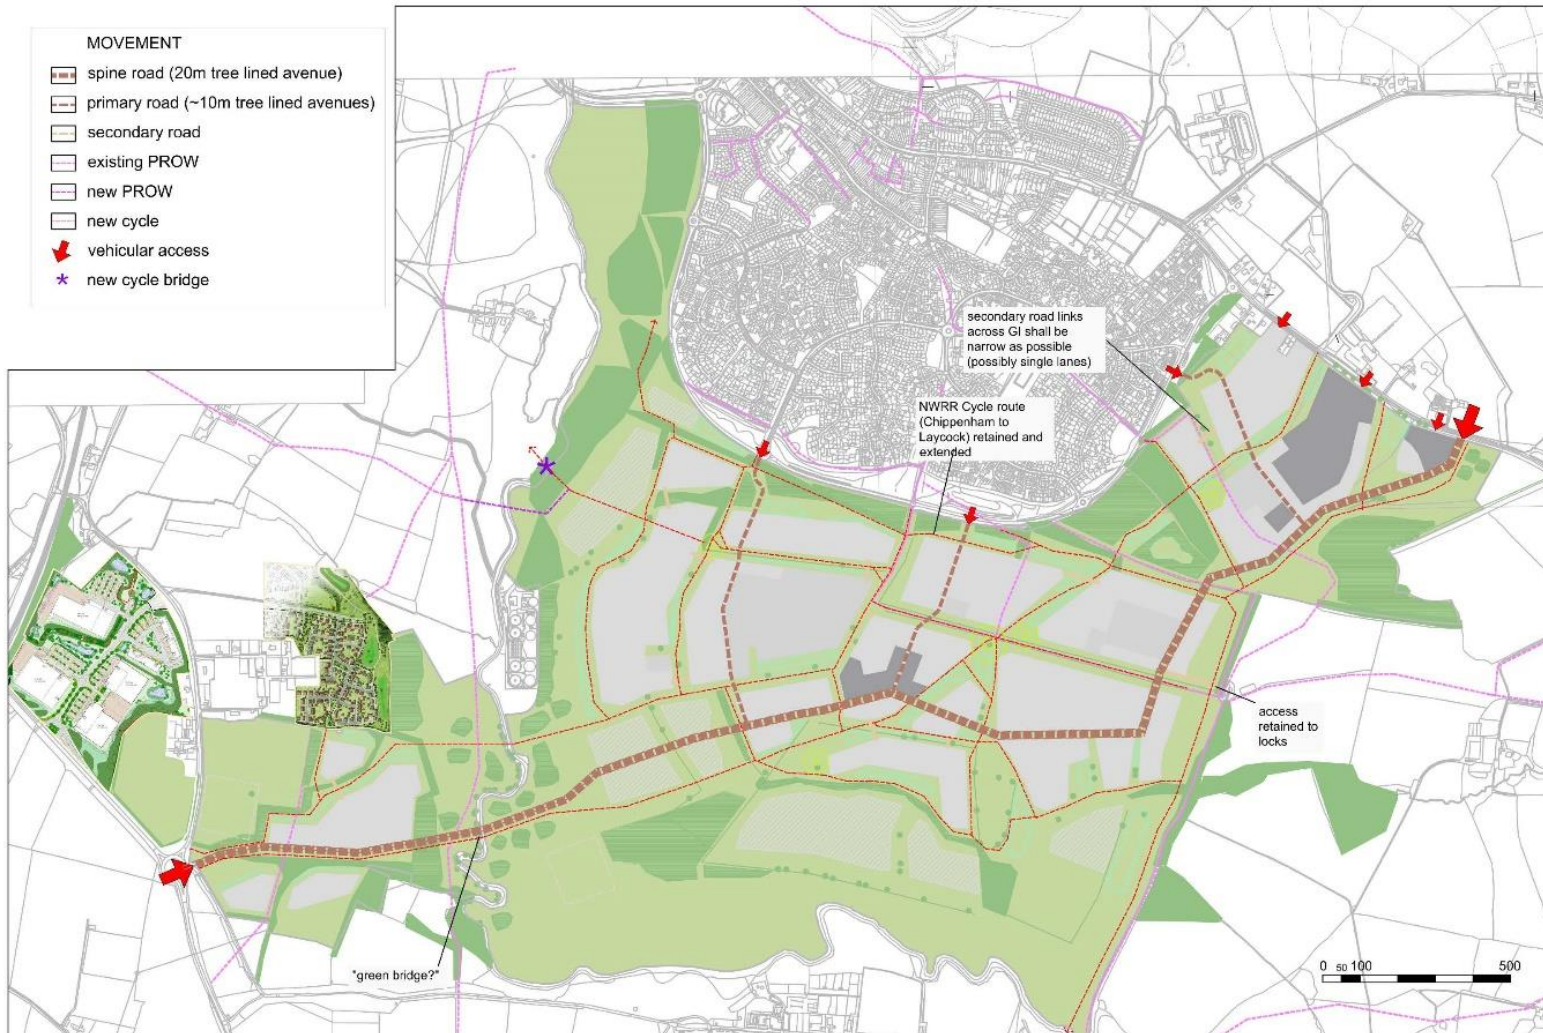 MOVEMENT
spine road (20m tree lined avenue)
primary road (~10m tree lined avenues)
secondary road
existing PROW
new PROW
new cycle
vehicular access
new cycle bridge
secondary road links
across GI shall be
narrow as possible
(possibly single lanes)
NWRR Cycle route
(Chippenham to
Laycock) retained and
extended
access
retained to
locks
"green bridge?"
0 50 100 500